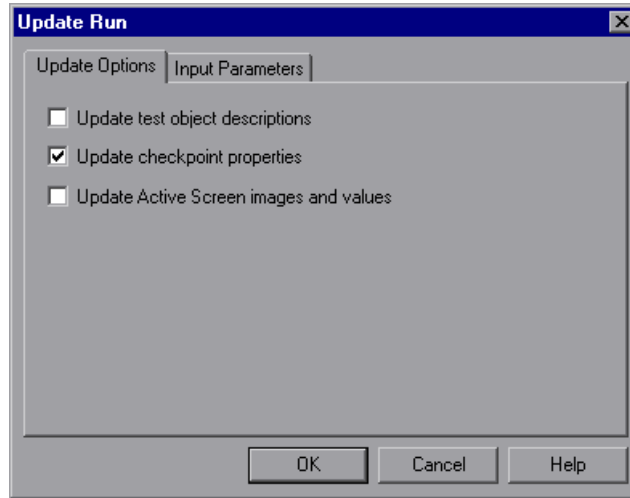 Update Run
Update Options
Input Parameters
Update test object descriptions
Update checkpoint properties
Update Active Screen images and values
OK
Cancel
Help